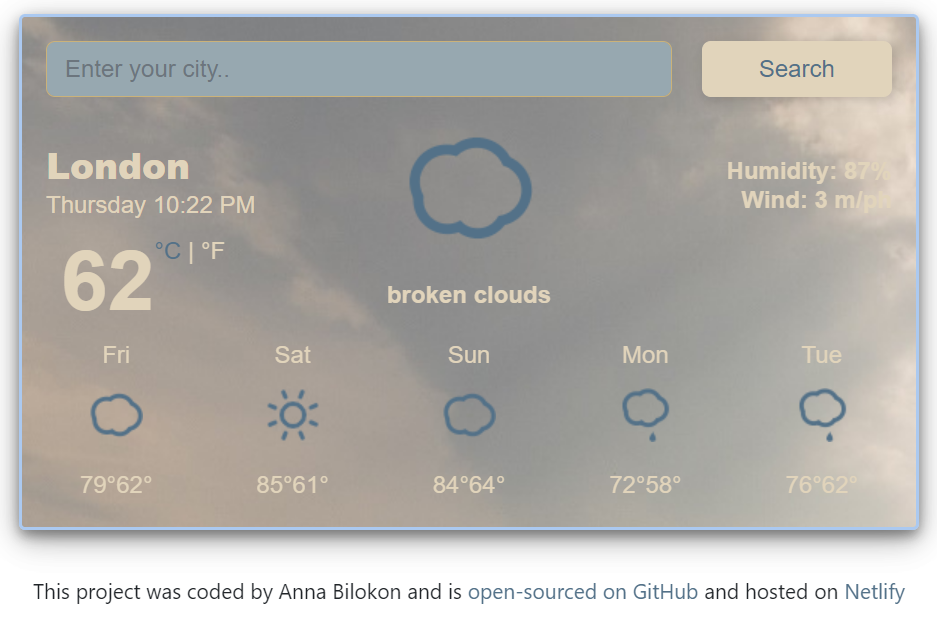 Enter your city..
Search
London
Thursday 10:22 PM
62 °C | °F
Humidity: 87%
Wind: 3 m/ph
broken clouds
Fri Sat Sun Mon Tue
79°62° 85°61° 84°64° 72°58° 76°62°
This project was coded by Anna Bilokon and is open-sourced on GitHub and hosted on Netlify